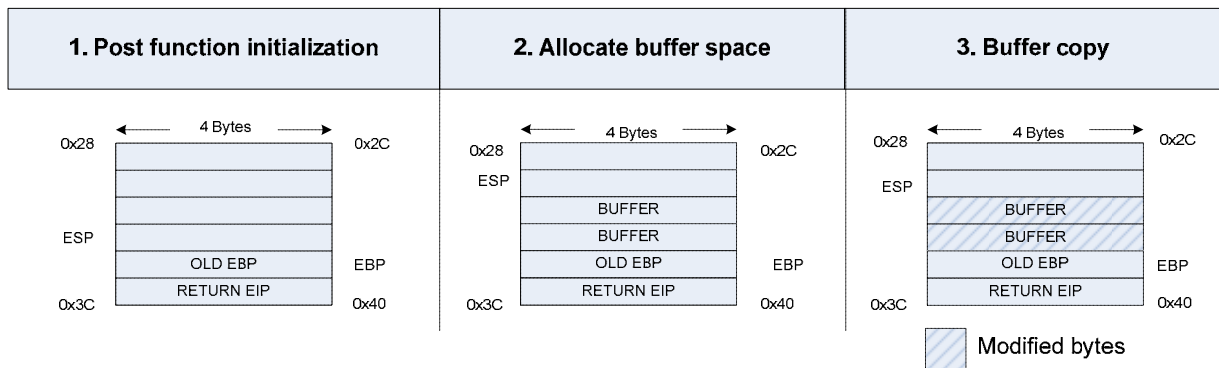 1. Post function initialization
2. Allocate buffer space
3. Buffer copy
0x28
4 Bytes
0x2C
ESP
OLD EBP
EBP
RETURN EIP
0x3C
0x40
0x28
4 Bytes
0x2C
ESP
BUFFER
BUFFER
OLD EBP
EBP
RETURN EIP
0x3C
0x40
0x28
4 Bytes
0x2C
ESP
BUFFER
BUFFER
OLD EBP
EBP
RETURN EIP
0x3C
0x40
Modified bytes